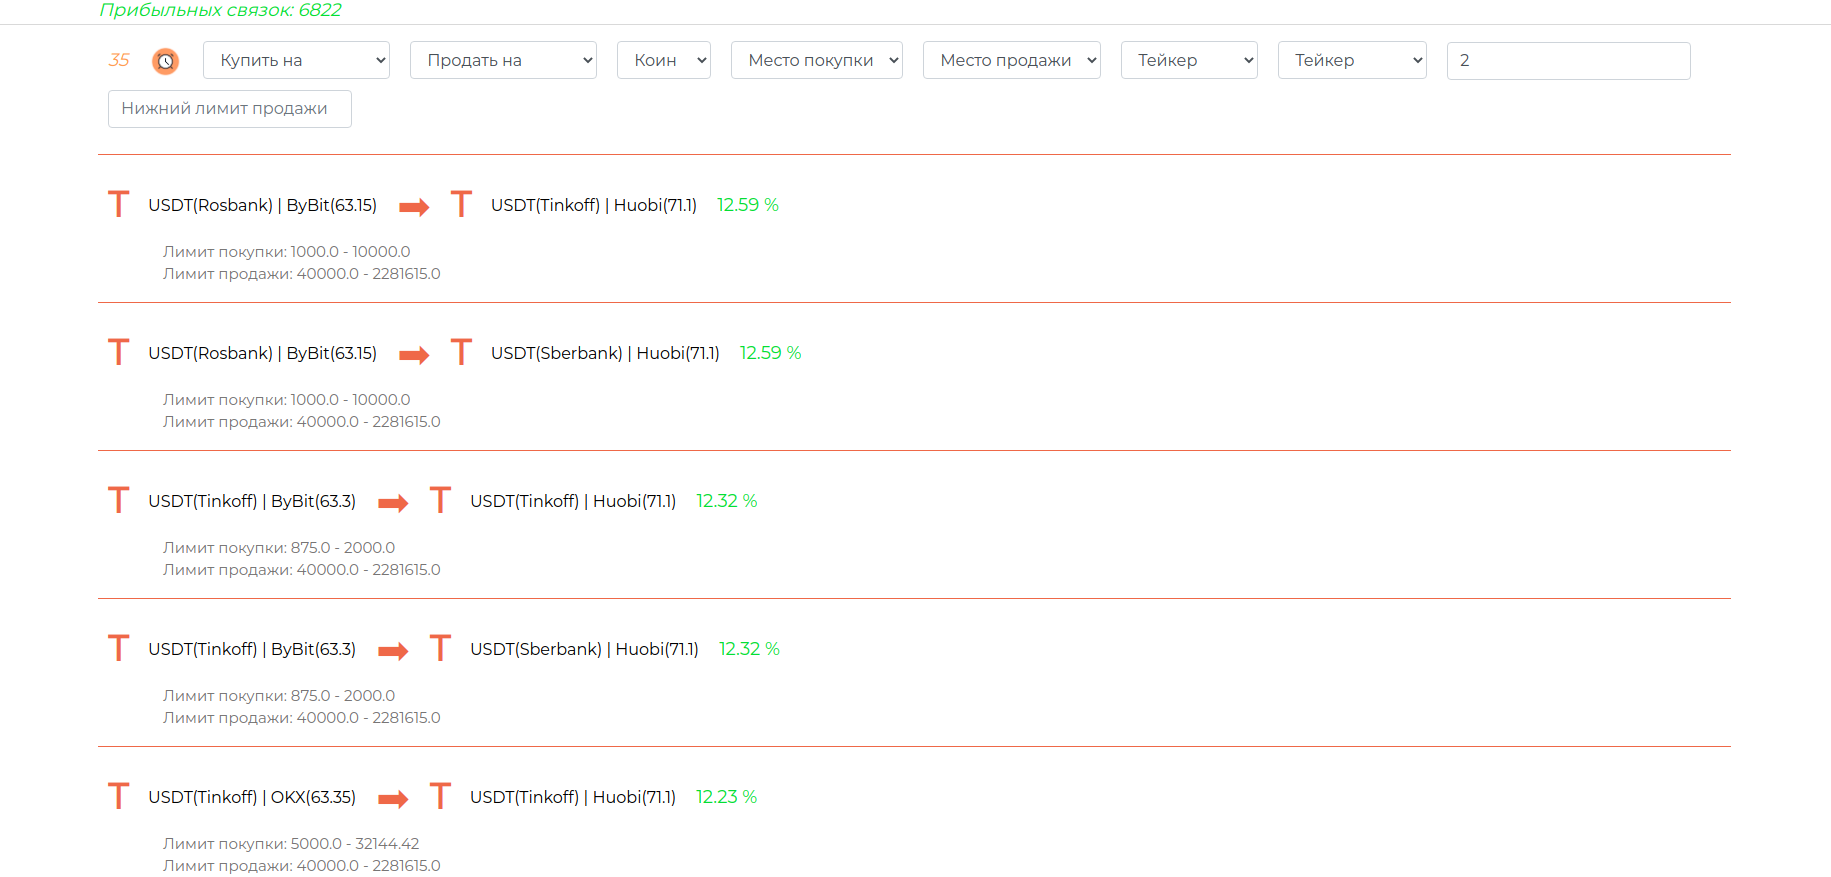 Прибыльных связок: 6822
35 Купить на Продать на Коин Место покупки Место продажи Тейкер Тейкер 2
Нижний лимит продажи
T USDT(Rosbank) | ByBit(63.15) T USDT(Tinkoff) | Huobi(71.1) 12.59 %
Лимит покупки: 1000.0 - 10000.0
Лимит продажи: 40000.0 - 2281615.0
T USDT(Rosbank) | ByBit(63.15) T USDT(Sberbank) | Huobi(71.1) 12.59 %
Лимит покупки: 1000.0 - 10000.0
Лимит продажи: 40000.0 - 2281615.0
T USDT(Tinkoff) | ByBit(63.3) T USDT(Tinkoff) | Huobi(71.1) 12.32 %
Лимит покупки: 875.0 - 2000.0
Лимит продажи: 40000.0 - 2281615.0
T USDT(Tinkoff) | ByBit(63.3) T USDT(Sberbank) | Huobi(71.1) 12.32 %
Лимит покупки: 875.0 - 2000.0
Лимит продажи: 40000.0 - 2281615.0
T USDT(Tinkoff) | OKX(63.35) T USDT(Tinkoff) | Huobi(71.1) 12.23 %
Лимит покупки: 5000.0 - 32144.42
Лимит продажи: 40000.0 - 2281615.0